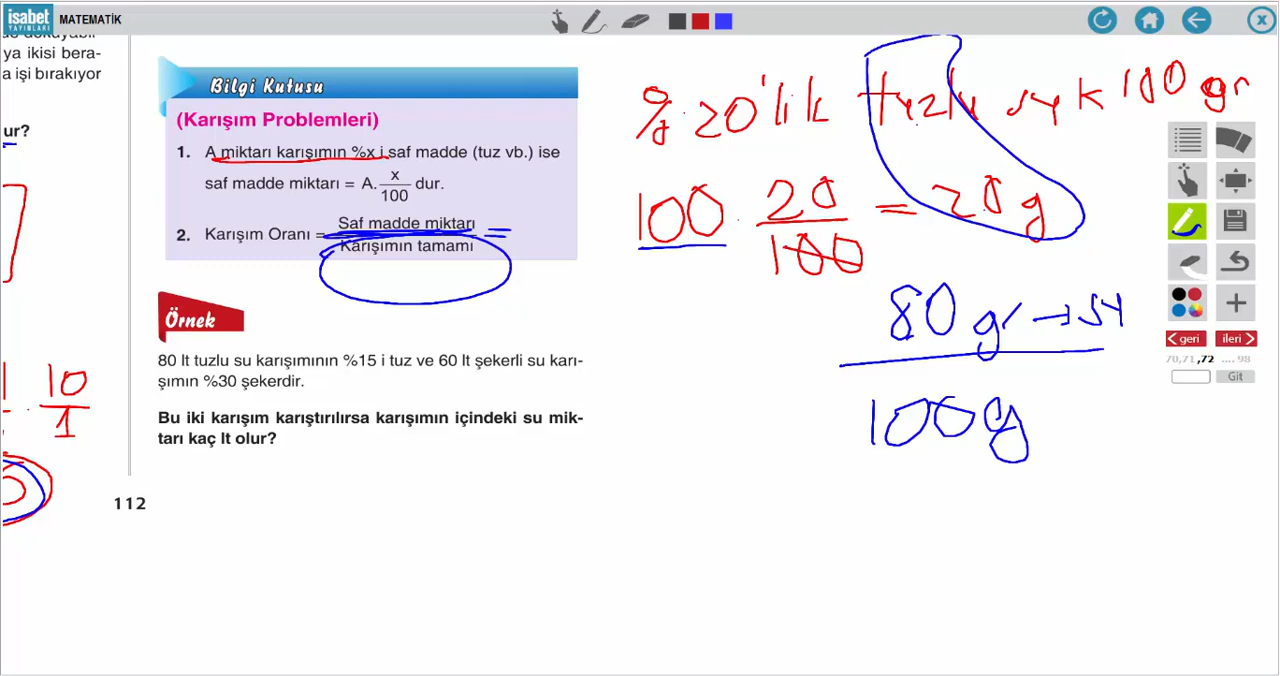 isabet
YAYINLARI
MATEMATİK
ya ikisi bera-
a işi bırakıyor
ur?
10
1
Bilgi Kutusu
(Karışım Problemleri)
1. A miktarı karışımın %x i saf madde (tuz vb.) ise
saf madde miktarı = A. x/100 dur.
2. Karışım Oranı = Saf madde miktarı =
Karışımın tamamı
Örnek
80 lt tuzlu su karışımının %15 i tuz ve 60 lt şekerli su karı-
şımın %30 şekerdir.
Bu iki karışım karıştırılırsa karışımın içindeki su mik-
tarı kaç lt olur?
112
% 20'lik tuzlu su k 100 gr
100 . 20/100 = 20 g
80 gr → su
100 g
geri
ileri
70,71,72 .... 98
Git